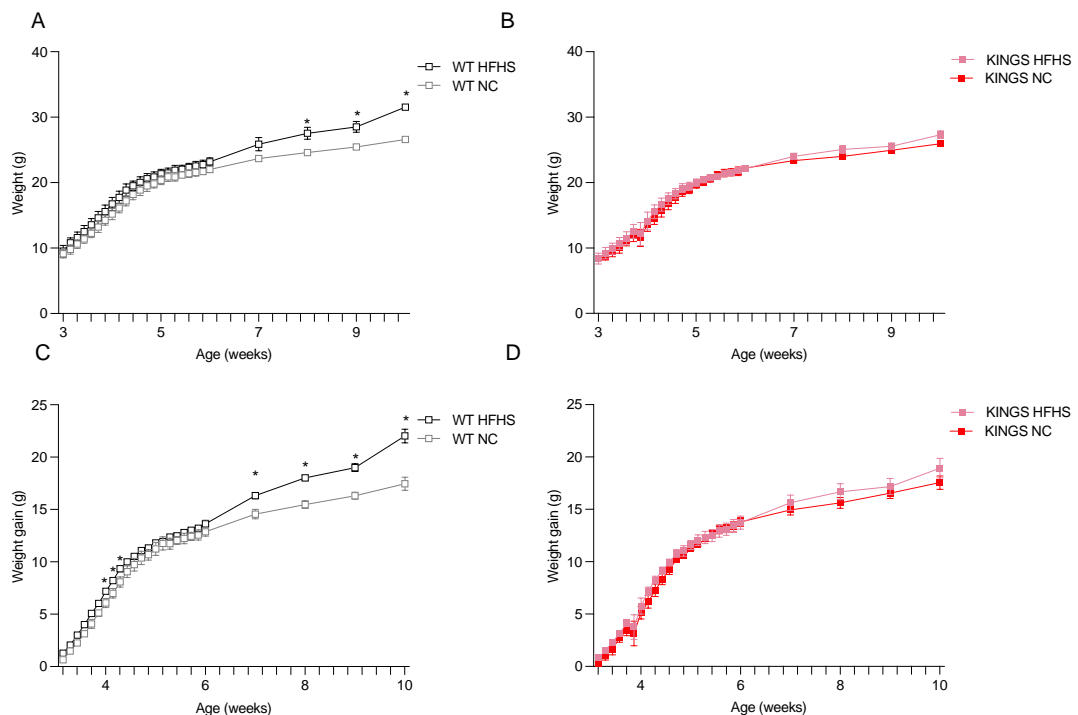 A
40
30
20
10
0
Weight (g)
3
5
7
9
Age (weeks)
WT HFHS
WT NC
*
*
*
B
40
30
20
10
0
Weight (g)
3
5
7
9
Age (weeks)
KINGS HFHS
KINGS NC
C
25
20
15
10
5
0
Weight gain (g)
4
6
8
10
Age (weeks)
WT HFHS
WT NC
*
*
*
*
*
*
*
D
25
20
15
10
5
0
Weight gain (g)
4
6
8
10
Age (weeks)
KINGS HFHS
KINGS NC